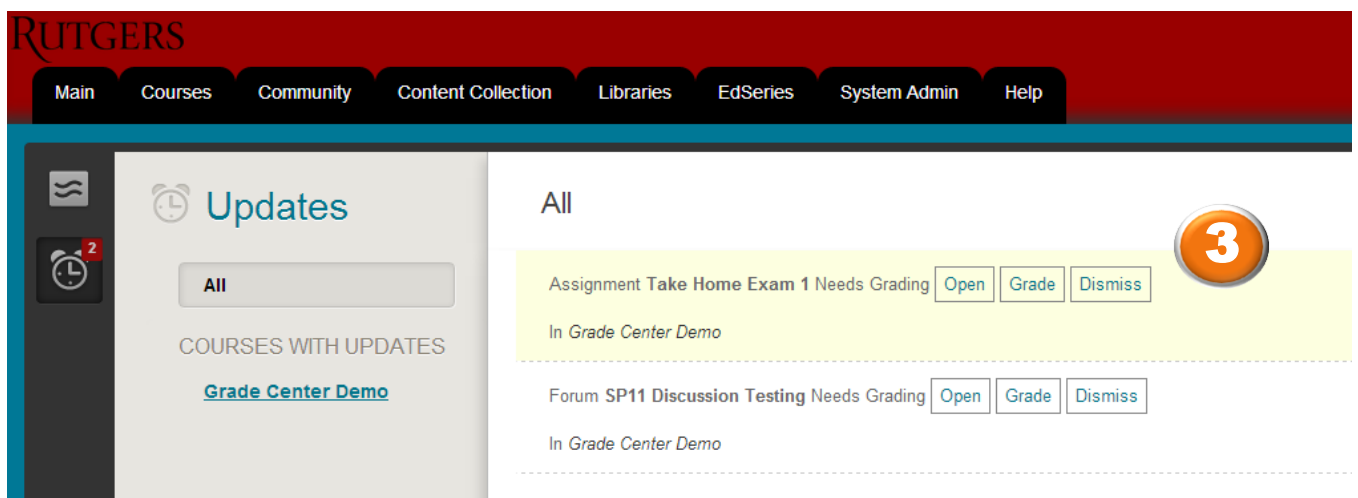 RUTGERS
Main Courses Community Content Collection Libraries EdSeries System Admin Help
2
Updates
All
COURSES WITH UPDATES
Grade Center Demo
All
3
Assignment Take Home Exam 1 Needs Grading Open Grade Dismiss
In Grade Center Demo
Forum SP11 Discussion Testing Needs Grading Open Grade Dismiss
In Grade Center Demo